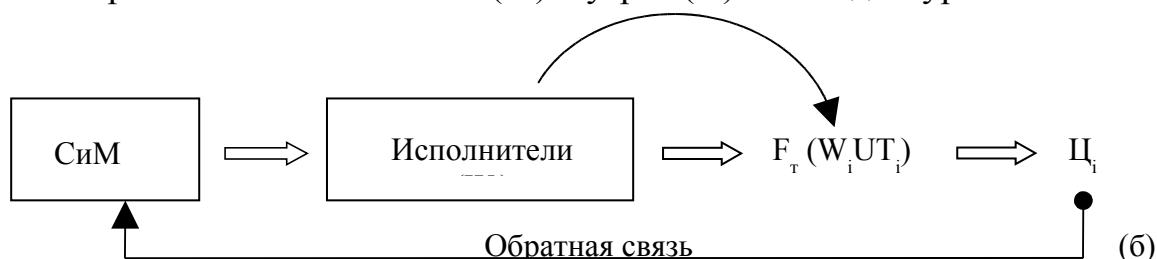 СиМ
Исполнители
Fт (WiUTi)
Цi
Обратная связь
(б)